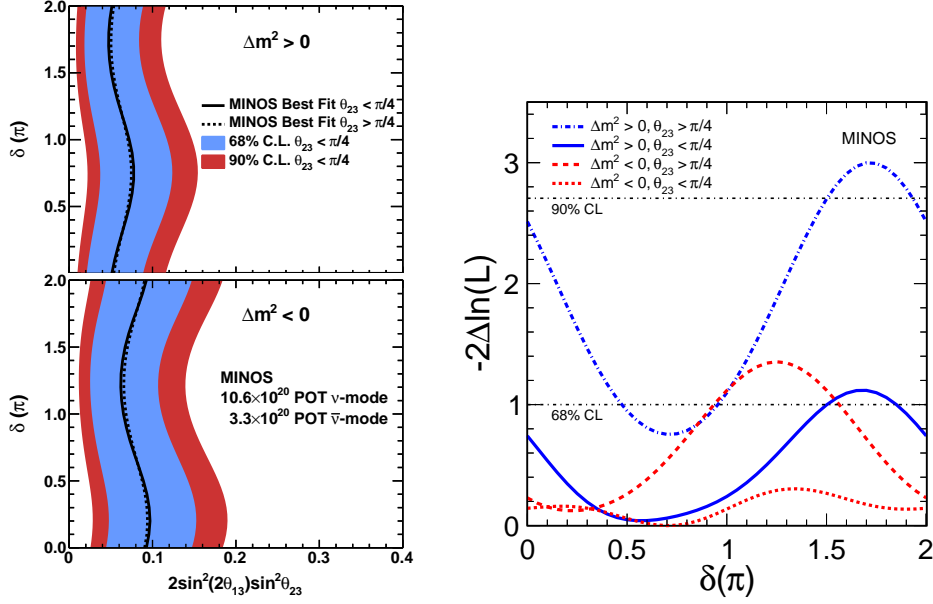 2.0
1.5
1.0
0.5
δ (π)
Δm² > 0
MINOS Best Fit θ₂₃ < π/4
MINOS Best Fit θ₂₃ > π/4
68% C.L. θ₂₃ < π/4
90% C.L. θ₂₃ < π/4
2.0
1.5
1.0
0.5
0.0
δ (π)
Δm² < 0
MINOS
10.6×10²⁰ POT ν-mode
3.3×10²⁰ POT ν̄-mode
0 0.1 0.2 0.3 0.4
2sin²(2θ₁₃)sin²θ₂₃
-2Δln(L)
3
2
1
0
Δm² > 0, θ₂₃ > π/4
Δm² > 0, θ₂₃ < π/4
Δm² < 0, θ₂₃ > π/4
Δm² < 0, θ₂₃ < π/4
MINOS
90% CL
68% CL
0 0.5 1 1.5 2
δ(π)